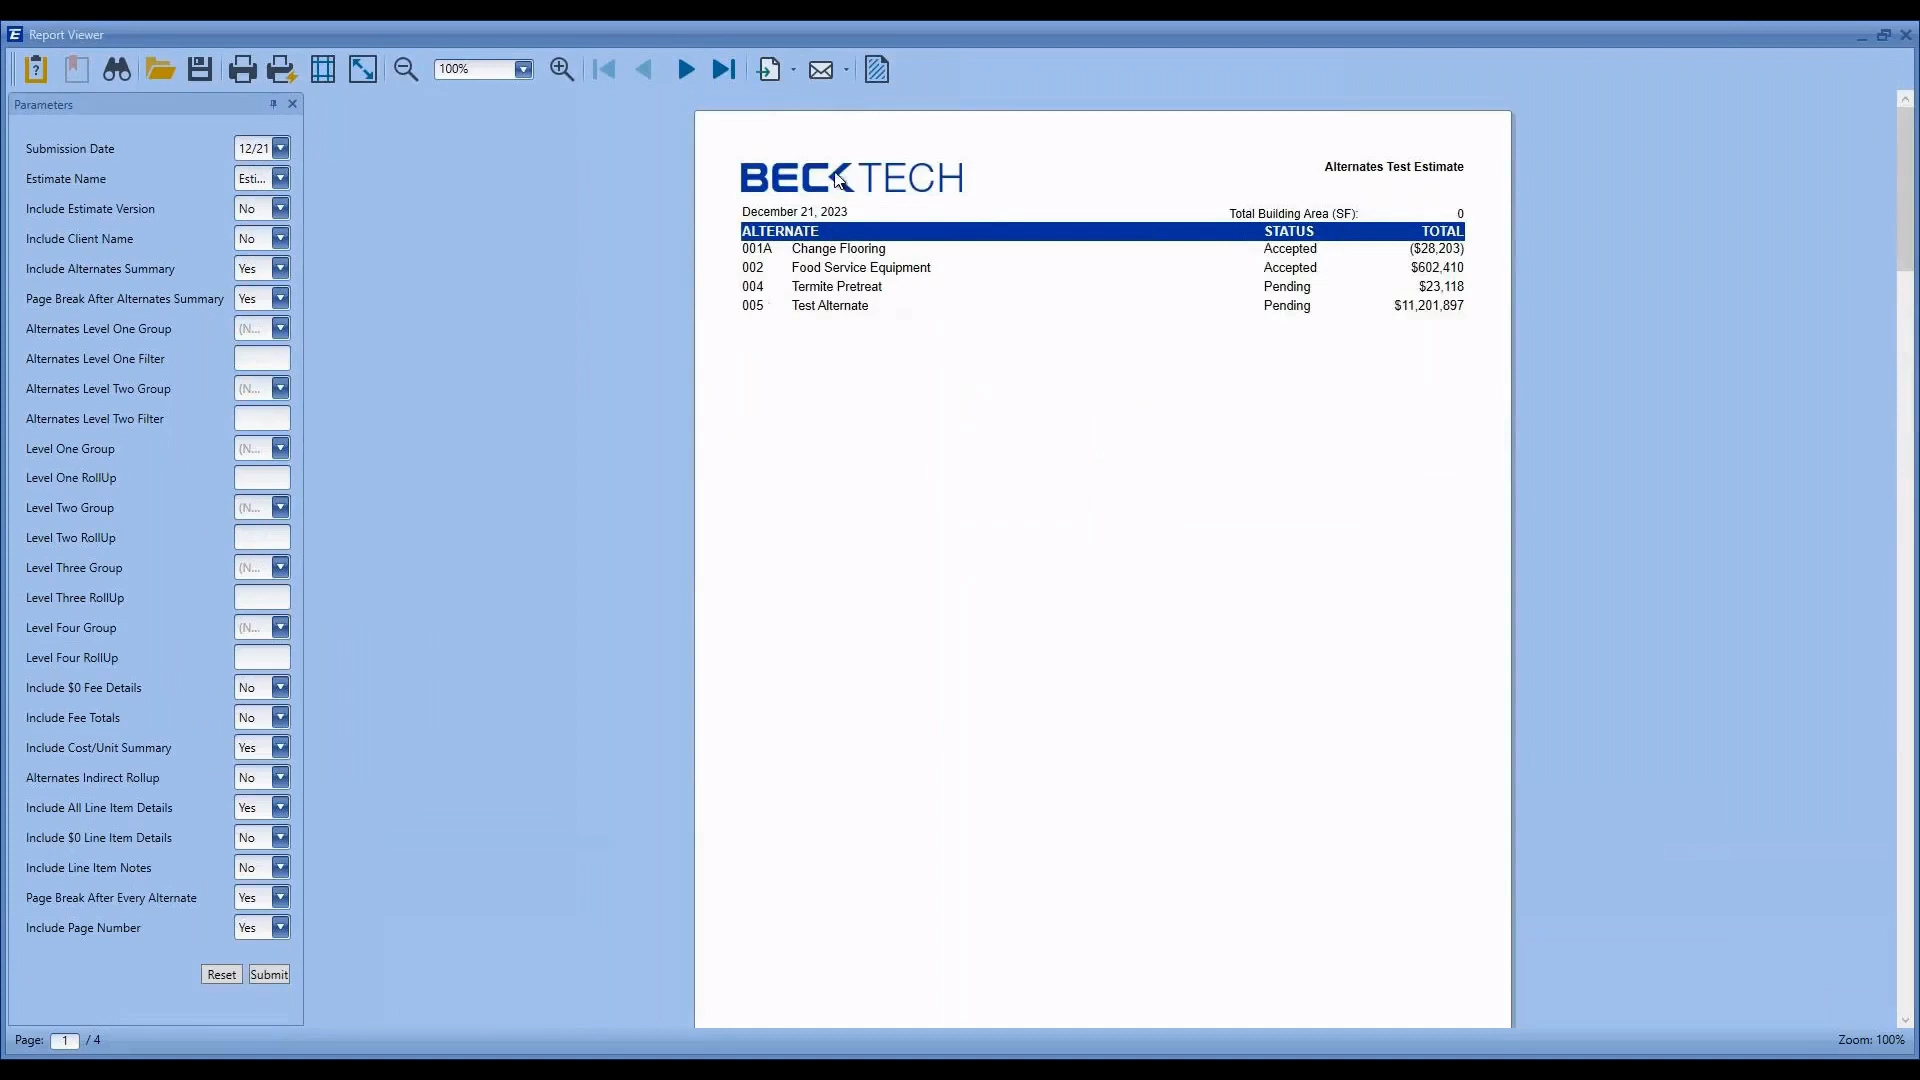 Report Viewer
100%
Parameters
Submission Date 12/21
Estimate Name Esti...
Include Estimate Version No
Include Client Name No
Include Alternates Summary Yes
Page Break After Alternates Summary Yes
Alternates Level One Group (N...
Alternates Level One Filter
Alternates Level Two Group (N...
Alternates Level Two Filter
Level One Group (N...
Level One RollUp
Level Two Group (N...
Level Two RollUp
Level Three Group (N...
Level Three RollUp
Level Four Group (N...
Level Four RollUp
Include $0 Fee Details No
Include Fee Totals No
Include Cost/Unit Summary Yes
Alternates Indirect Rollup No
Include All Line Item Details Yes
Include $0 Line Item Details No
Include Line Item Notes No
Page Break After Every Alternate Yes
Include Page Number Yes
Reset Submit
BECK TECH
Alternates Test Estimate
December 21, 2023 Total Building Area (SF): 0
ALTERNATE STATUS TOTAL
001A Change Flooring Accepted ($28,203)
002 Food Service Equipment Accepted $602,410
004 Termite Pretreat Pending $23,118
005 Test Alternate Pending $11,201,897
Page: 1 / 4 Zoom: 100%